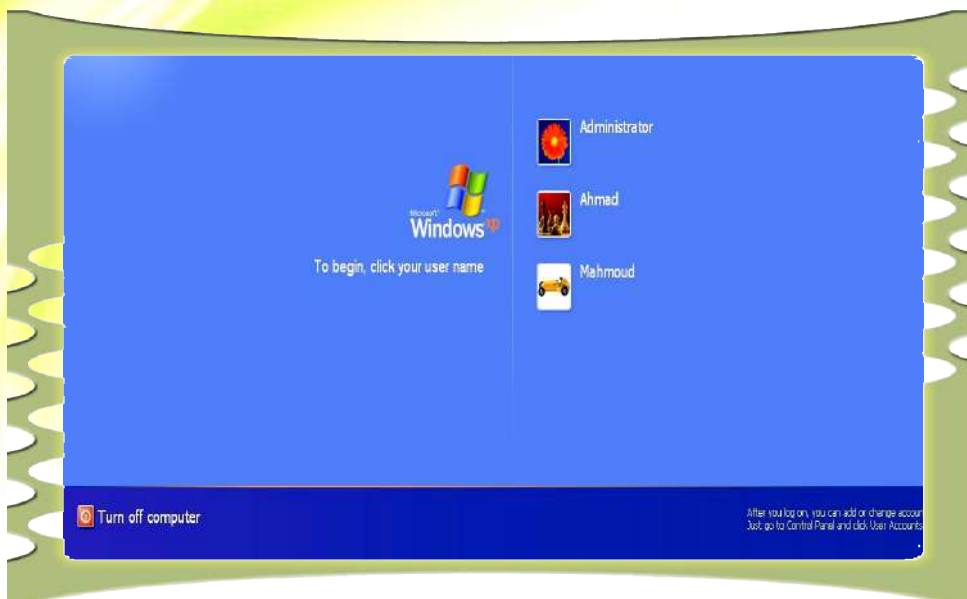 Administrator
Ahmad
Microsoft
Windows xp
To begin, click your user name
Mahmoud
Turn off computer
After you log on, you can add or change accoun
Just go to Control Panel and click User Accounts